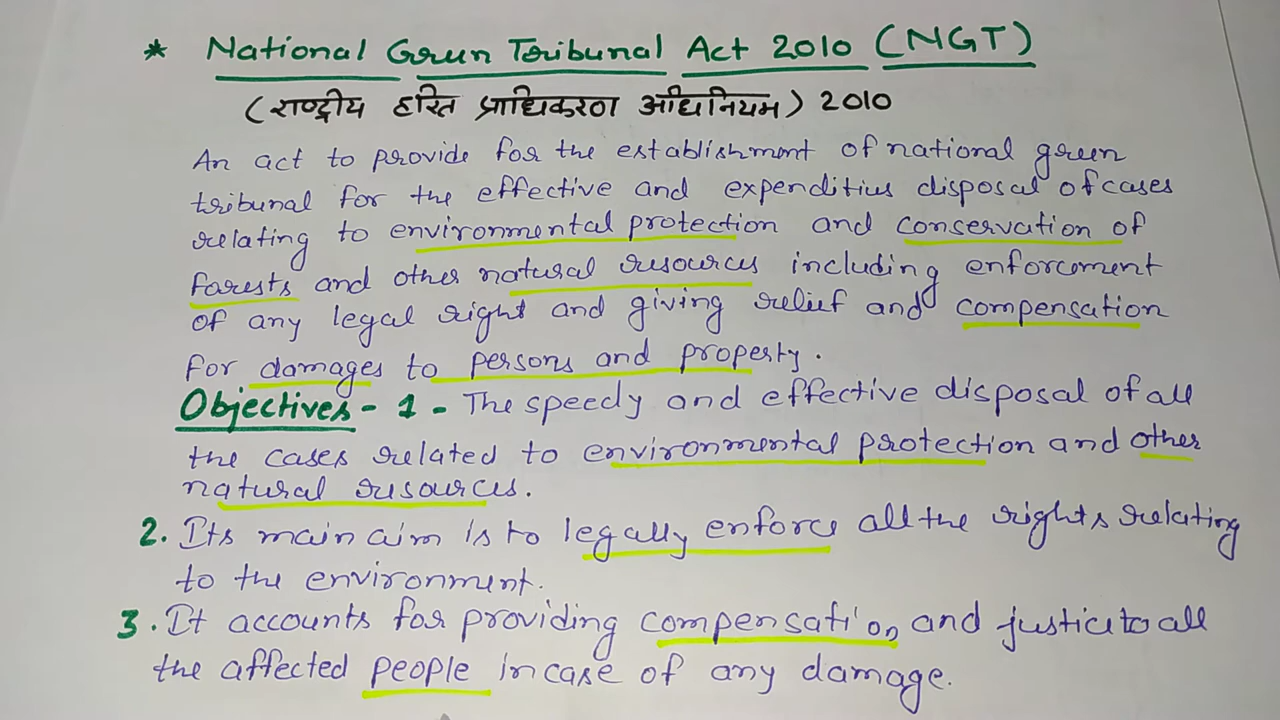 * National Green Tribunal Act 2010 (NGT)
(राष्ट्रीय हरित प्राधिकरण अधिनियम) 2010
An act to provide for the establishment of national green
tribunal for the effective and expenditius disposal of cases
relating to environmental protection and conservation of
farests and other natural resources including enforcement
of any legal right and giving relief and compensation
for damages to persons and property.
Objectives - 1 - The speedy and effective disposal of all
the cases related to environmental protection and other
natural resources.
2. Its main aim is to legally enforce all the rights relating
to the environment.
3. It accounts for providing compensation and justice to all
the affected people in case of any damage.